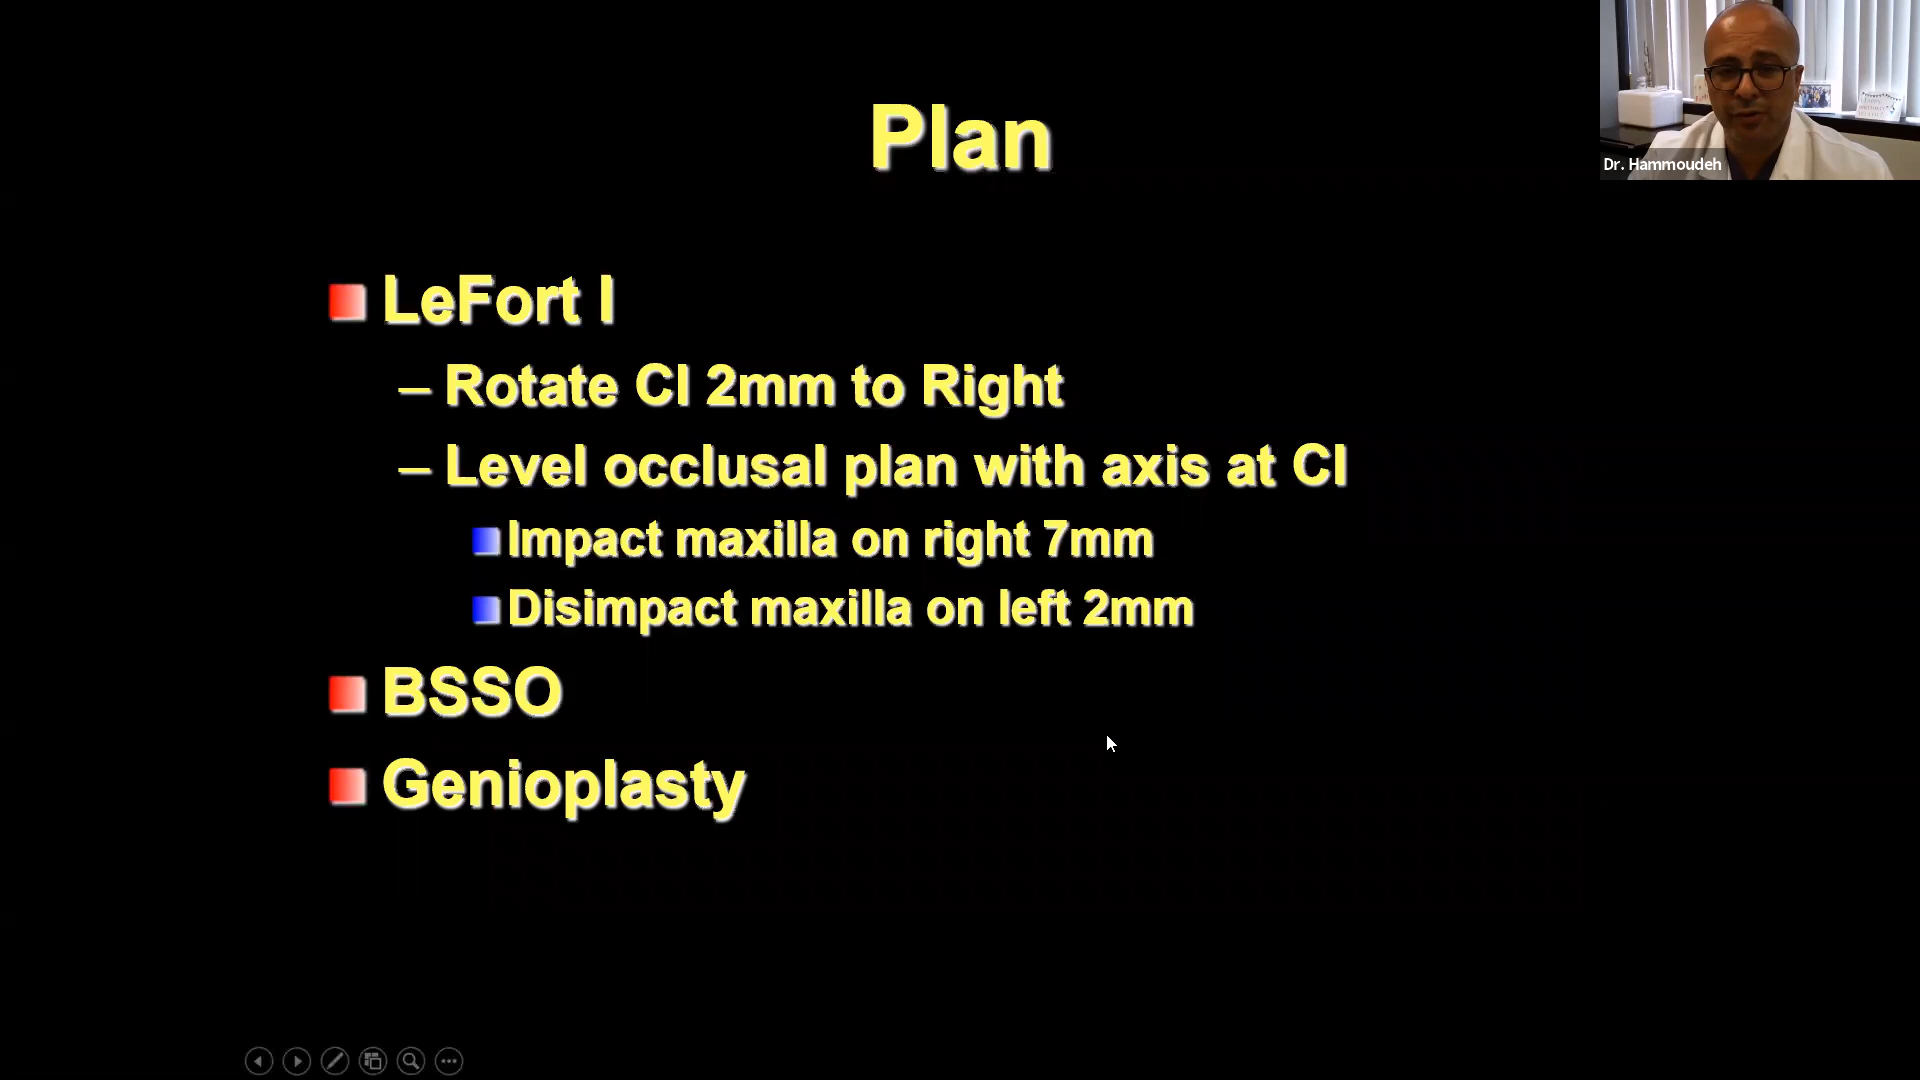 Plan
LeFort I
– Rotate CI 2mm to Right
– Level occlusal plan with axis at CI
Impact maxilla on right 7mm
Disimpact maxilla on left 2mm
BSSO
Genioplasty
Dr. Hammoudeh